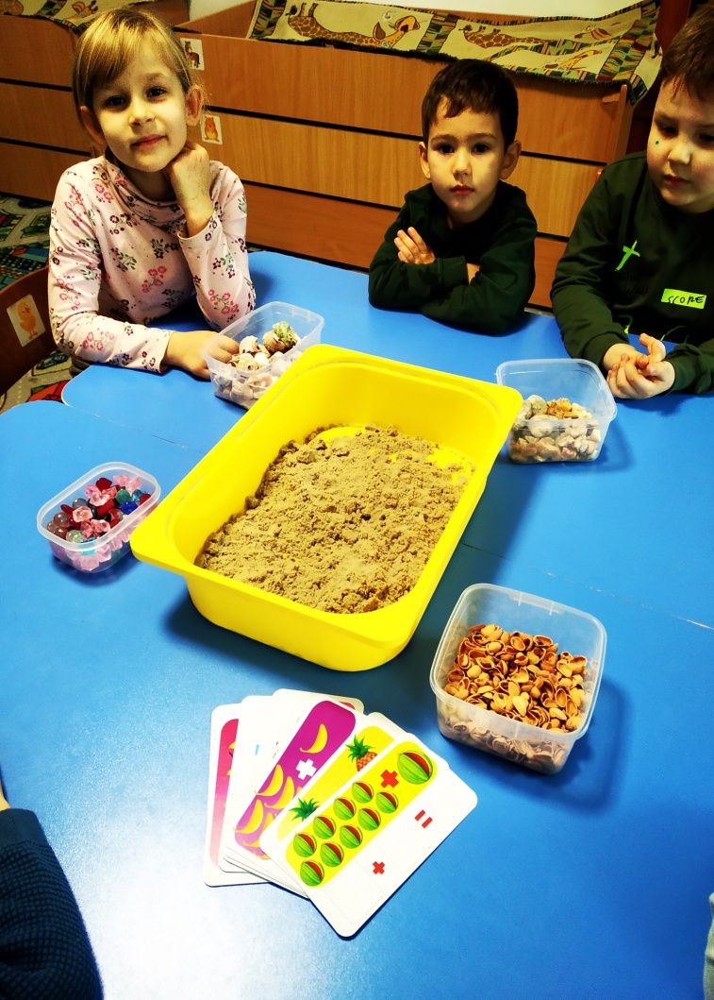 SCOPE
+
+
=
+